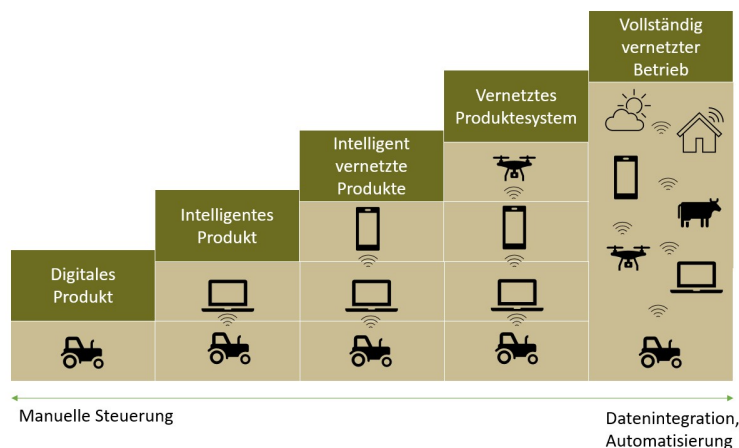 Digitales
Produkt
Intelligentes
Produkt
Intelligent
vernetzte
Produkte
Vernetztes
Produktesystem
Vollständig
vernetzter
Betrieb
Manuelle Steuerung
Datenintegration,
Automatisierung